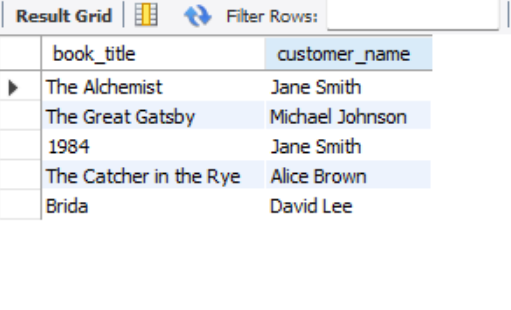 Result Grid Filter Rows:
book_title customer_name
The Alchemist Jane Smith
The Great Gatsby Michael Johnson
1984 Jane Smith
The Catcher in the Rye Alice Brown
Brida David Lee